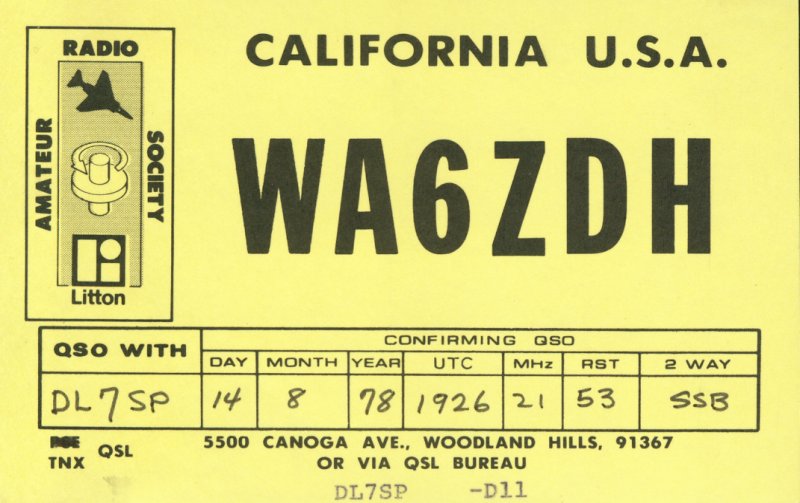 RADIO
AMATEUR
SOCIETY
Litton
CALIFORNIA U.S.A.
WA6ZDH
QSO WITH
CONFIRMING QSO
DAY MONTH YEAR UTC MHz RST 2 WAY
DL7SP 14 8 78 1926 21 53 SSB
PSE
TNX QSL
5500 CANOGA AVE., WOODLAND HILLS, 91367
OR VIA QSL BUREAU
DL7SP -D11